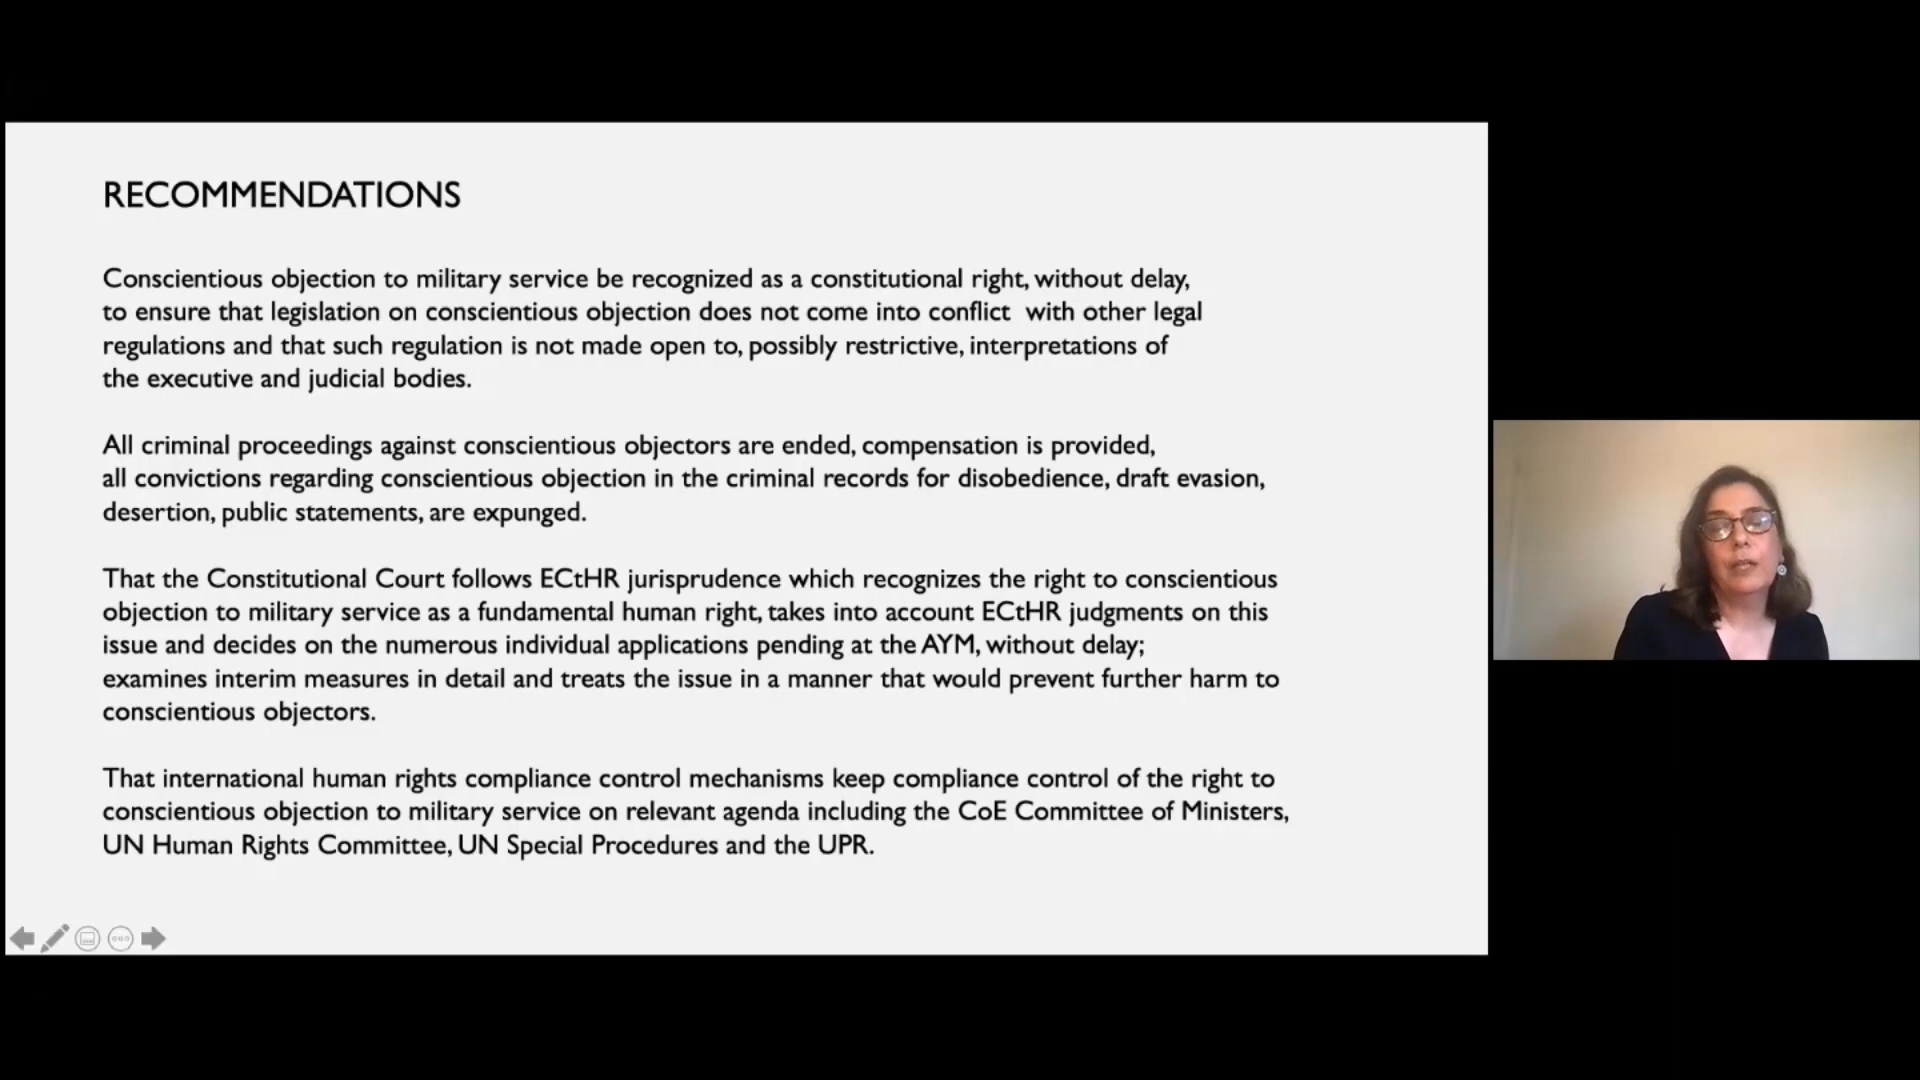 RECOMMENDATIONS
Conscientious objection to military service be recognized as a constitutional right, without delay,
to ensure that legislation on conscientious objection does not come into conflict  with other legal
regulations and that such regulation is not made open to, possibly restrictive, interpretations of
the executive and judicial bodies.
All criminal proceedings against conscientious objectors are ended, compensation is provided,
all convictions regarding conscientious objection in the criminal records for disobedience, draft evasion,
desertion, public statements, are expunged.
That the Constitutional Court follows ECtHR jurisprudence which recognizes the right to conscientious
objection to military service as a fundamental human right, takes into account ECtHR judgments on this
issue and decides on the numerous individual applications pending at the AYM, without delay;
examines interim measures in detail and treats the issue in a manner that would prevent further harm to
conscientious objectors.
That international human rights compliance control mechanisms keep compliance control of the right to
conscientious objection to military service on relevant agenda including the CoE Committee of Ministers,
UN Human Rights Committee, UN Special Procedures and the UPR.